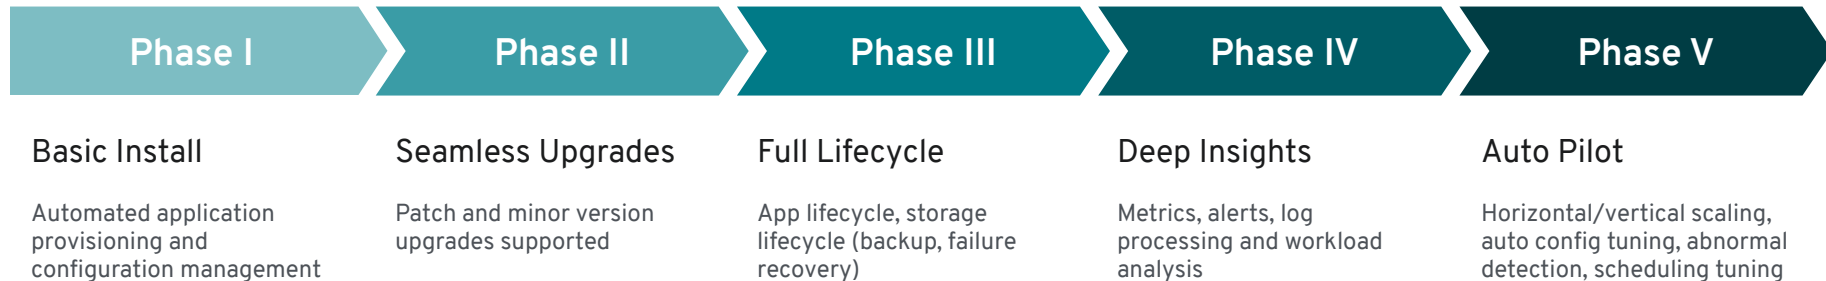 Phase I
Phase II
Phase III
Phase IV
Phase V
Basic Install
Automated application
provisioning and
configuration management
Seamless Upgrades
Patch and minor version
upgrades supported
Full Lifecycle
App lifecycle, storage
lifecycle (backup, failure
recovery)
Deep Insights
Metrics, alerts, log
processing and workload
analysis
Auto Pilot
Horizontal/vertical scaling,
auto config tuning, abnormal
detection, scheduling tuning